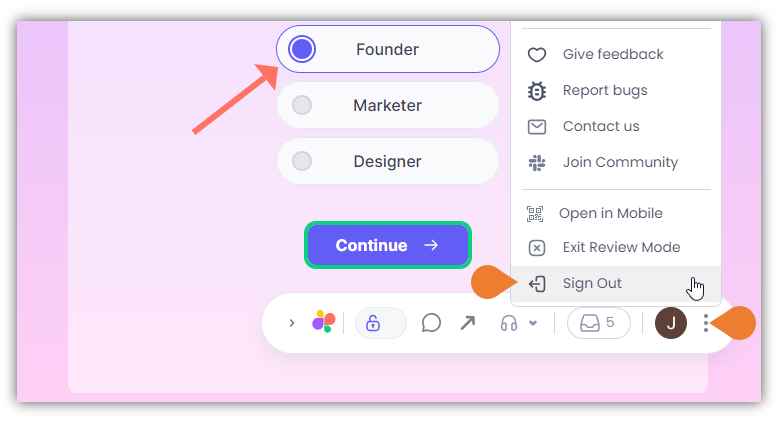 Founder
Marketer
Designer
Continue
Give feedback
Report bugs
Contact us
Join Community
Open in Mobile
Exit Review Mode
Sign Out
5
J